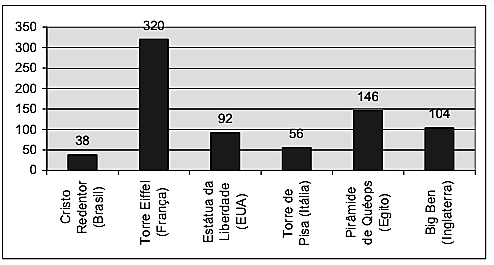 350
300
250
200
150
100
50
0
38
320
92
56
146
104
Cristo
Redentor
(Brasil)
Torre Eiffel
(França)
Estátua da
Liberdade
(EUA)
Torre de
Pisa (Itália)
Pirâmide
de Quéops
(Egito)
Big Ben
(Inglaterra)